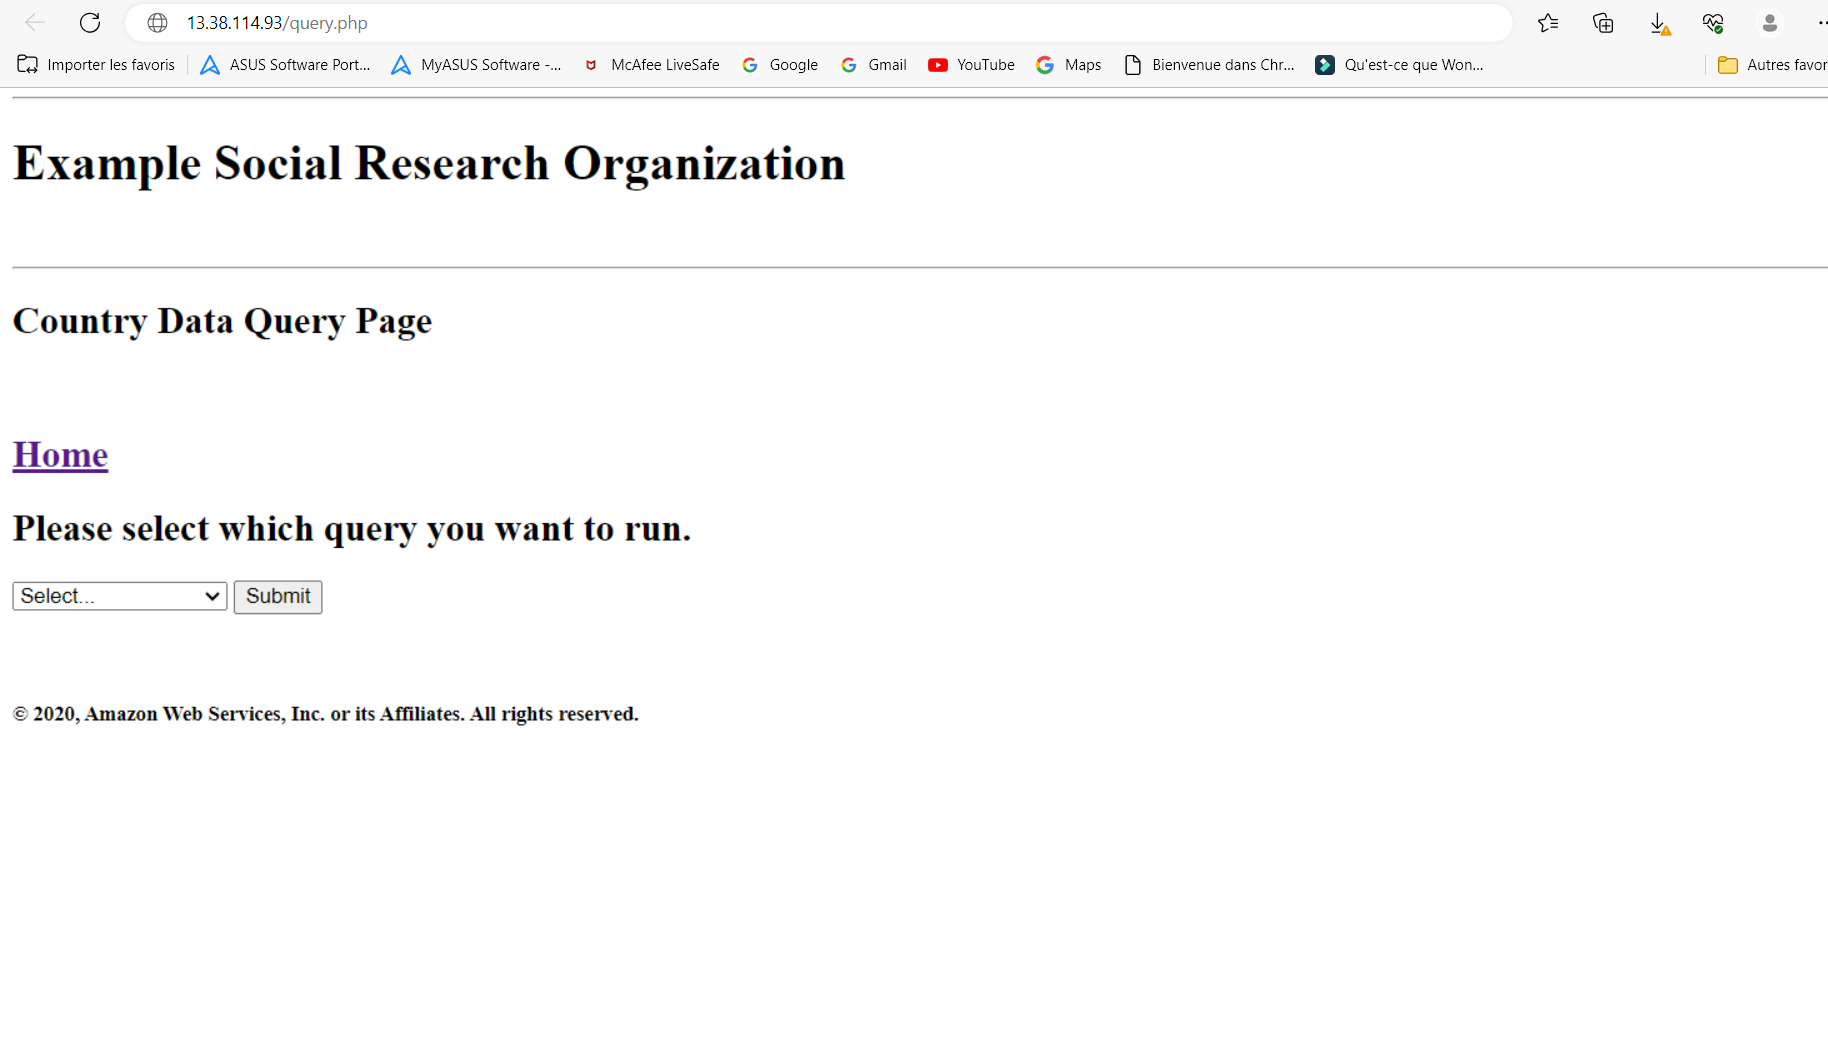 13.38.114.93/query.php
Importer les favoris ASUS Software Port... MyASUS Software -... McAfee LiveSafe Google Gmail YouTube Maps Bienvenue dans Chr... Qu'est-ce que Won... Autres favor
Example Social Research Organization
Country Data Query Page
Home
Please select which query you want to run.
Select... Submit
© 2020, Amazon Web Services, Inc. or its Affiliates. All rights reserved.